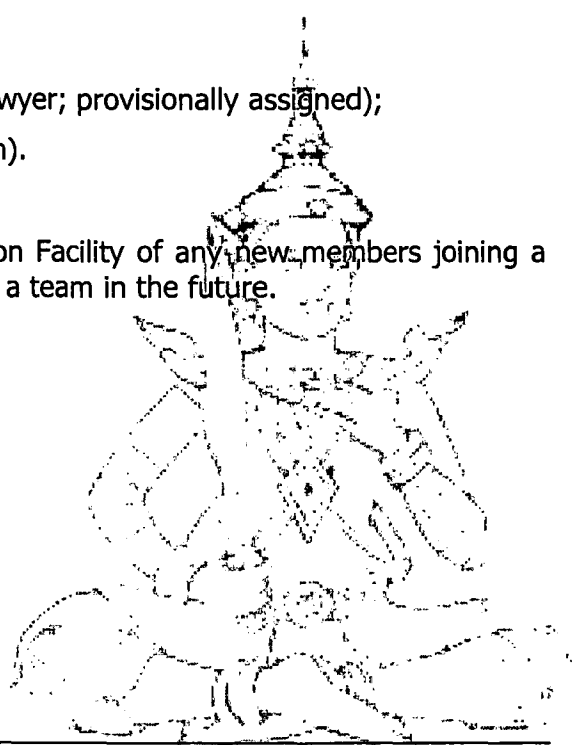 wyer; provisionally assigned);
).
on Facility of any new members joining a
a team in the future.